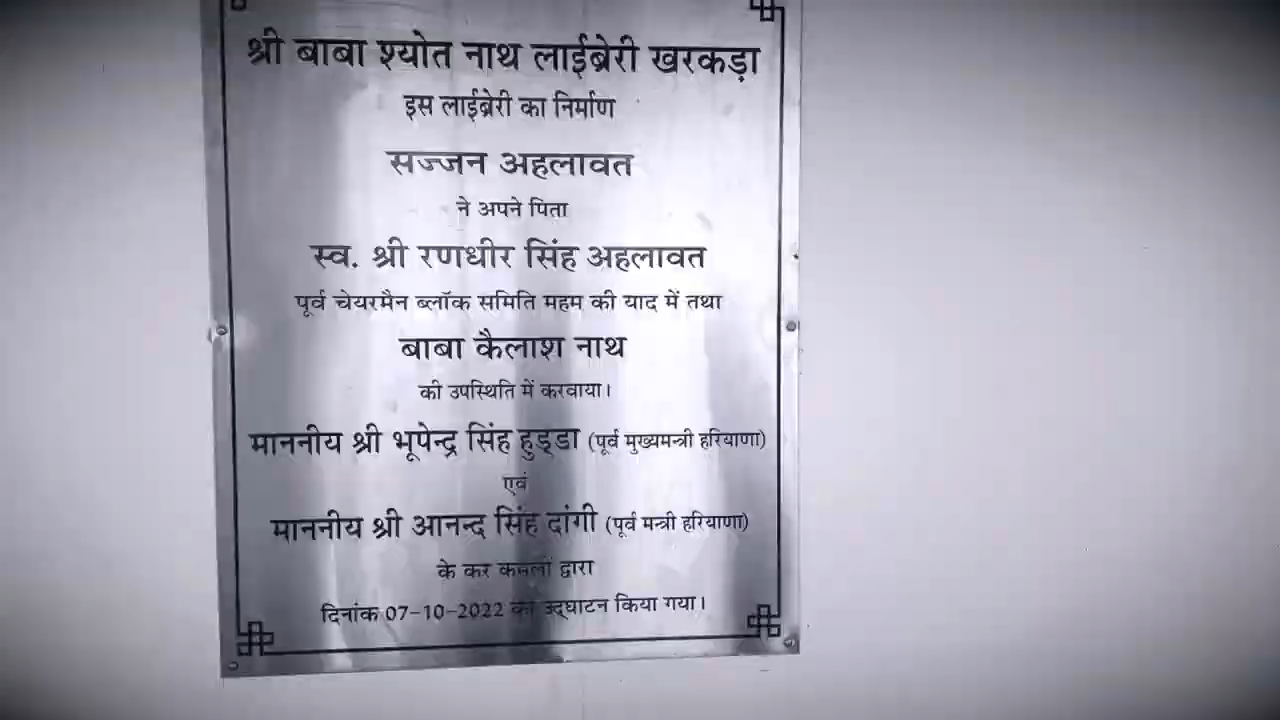 श्री बाबा श्योत नाथ लाईब्रेरी खरकड़ा
इस लाईब्रेरी का निर्माण
सज्जन अहलावत
ने अपने पिता
स्व. श्री रणधीर सिंह अहलावत
पूर्व चेयरमैन ब्लॉक समिति महम की याद में तथा
बाबा कैलाश नाथ
की उपस्थिति में करवाया।
माननीय श्री भूपेन्द्र सिंह हुड्डा (पूर्व मुख्यमन्त्री हरियाणा)
एवं
माननीय श्री आनन्द सिंह दांगी (पूर्व मन्त्री हरियाणा)
के कर कमलों द्वारा
दिनांक 07-10-2022 को उद्घाटन किया गया।